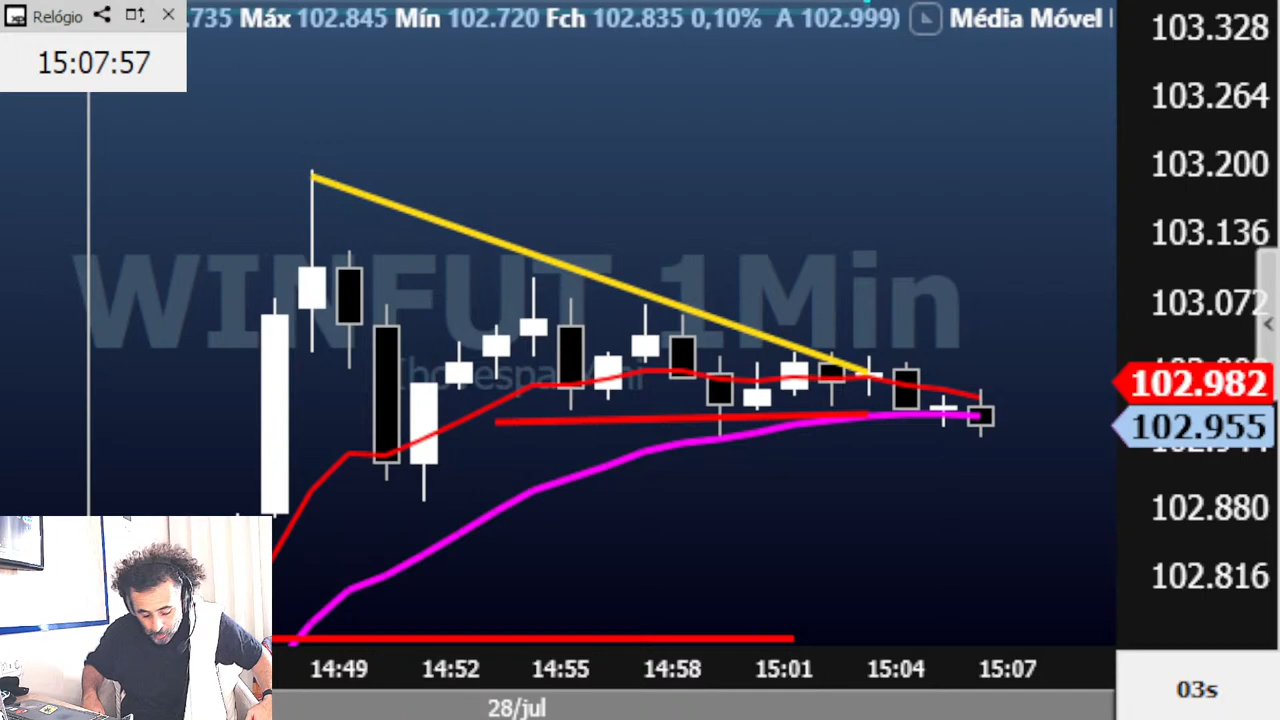 Relógio
15:07:57
.735 Máx 102.845 Mín 102.720 Fch 102.835 0,10% A 102.999)
Média Móvel
WINFUT 1Min
Ibovespa Mini
103.328
103.264
103.200
103.136
103.072
102.982
102.955
102.880
102.816
14:49 14:52 14:55 14:58 15:01 15:04 15:07
28/jul
03s